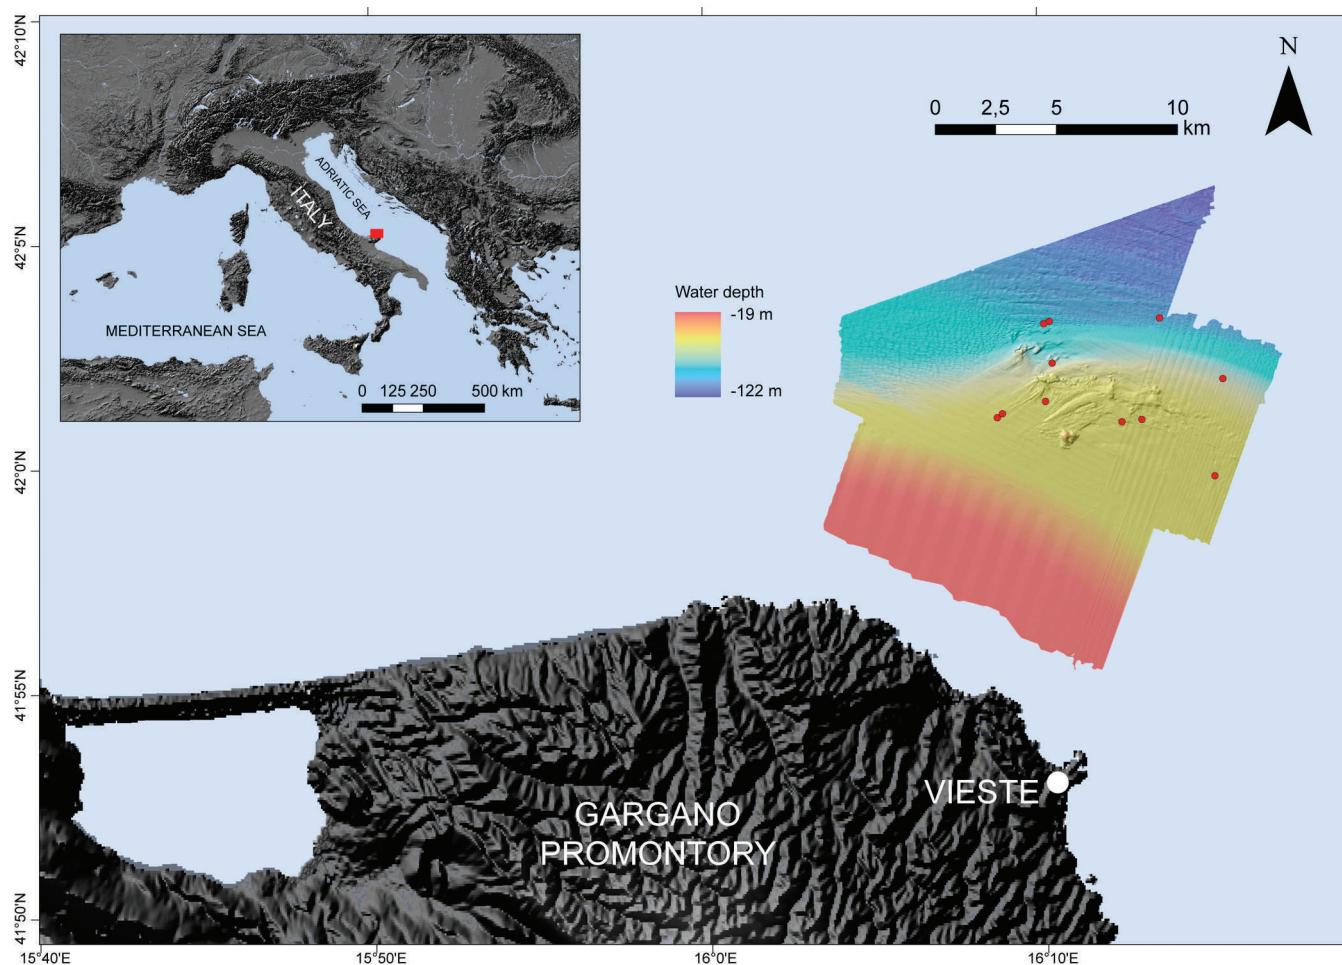 42°10'N
42°5'N
42°0'N
41°55'N
41°50'N
15°40'E
15°50'E
16°0'E
16°10'E
ADRIATIC SEA
ITALY
MEDITERRANEAN SEA
0 125 250 500 km
N
0 2,5 5 10
km
Water depth
-19 m
-122 m
GARGANO
PROMONTORY
VIESTE